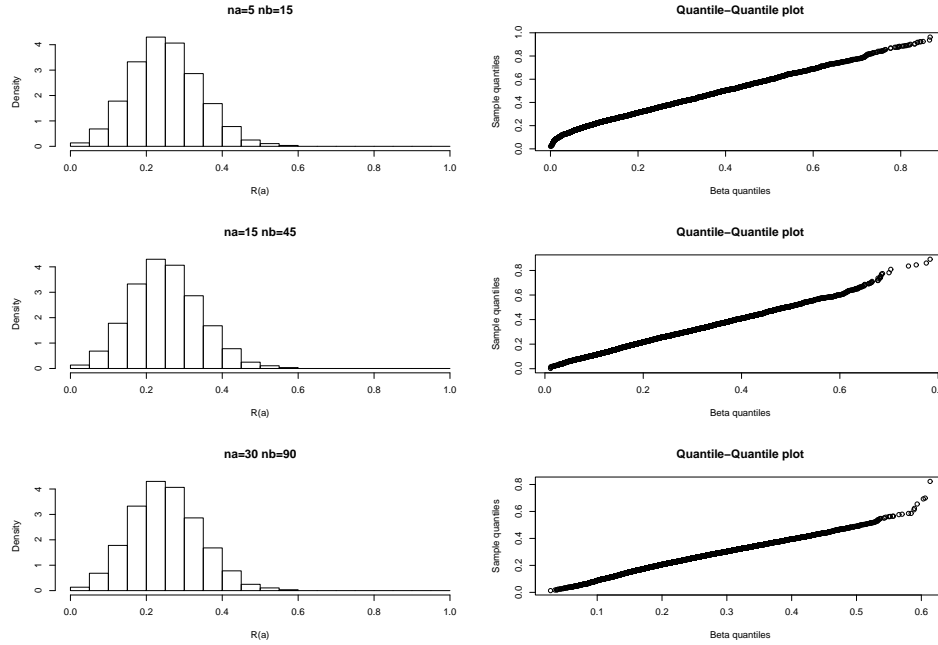 na=5 nb=15
Density
0 1 2 3 4
0.0 0.2 0.4 0.6 0.8 1.0
R(a)
Quantile−Quantile plot
Sample quantiles
0.0 0.2 0.4 0.6 0.8 1.0
0.0 0.2 0.4 0.6 0.8
Beta quantiles
na=15 nb=45
Density
0 1 2 3 4
0.0 0.2 0.4 0.6 0.8 1.0
R(a)
Quantile−Quantile plot
Sample quantiles
0.0 0.2 0.4 0.6 0.8
0.0 0.2 0.4 0.6
Beta quantiles
na=30 nb=90
Density
0 1 2 3 4
0.0 0.2 0.4 0.6 0.8 1.0
R(a)
Quantile−Quantile plot
Sample quantiles
0.0 0.2 0.4 0.6 0.8
0.1 0.2 0.3 0.4 0.5 0.6
Beta quantiles